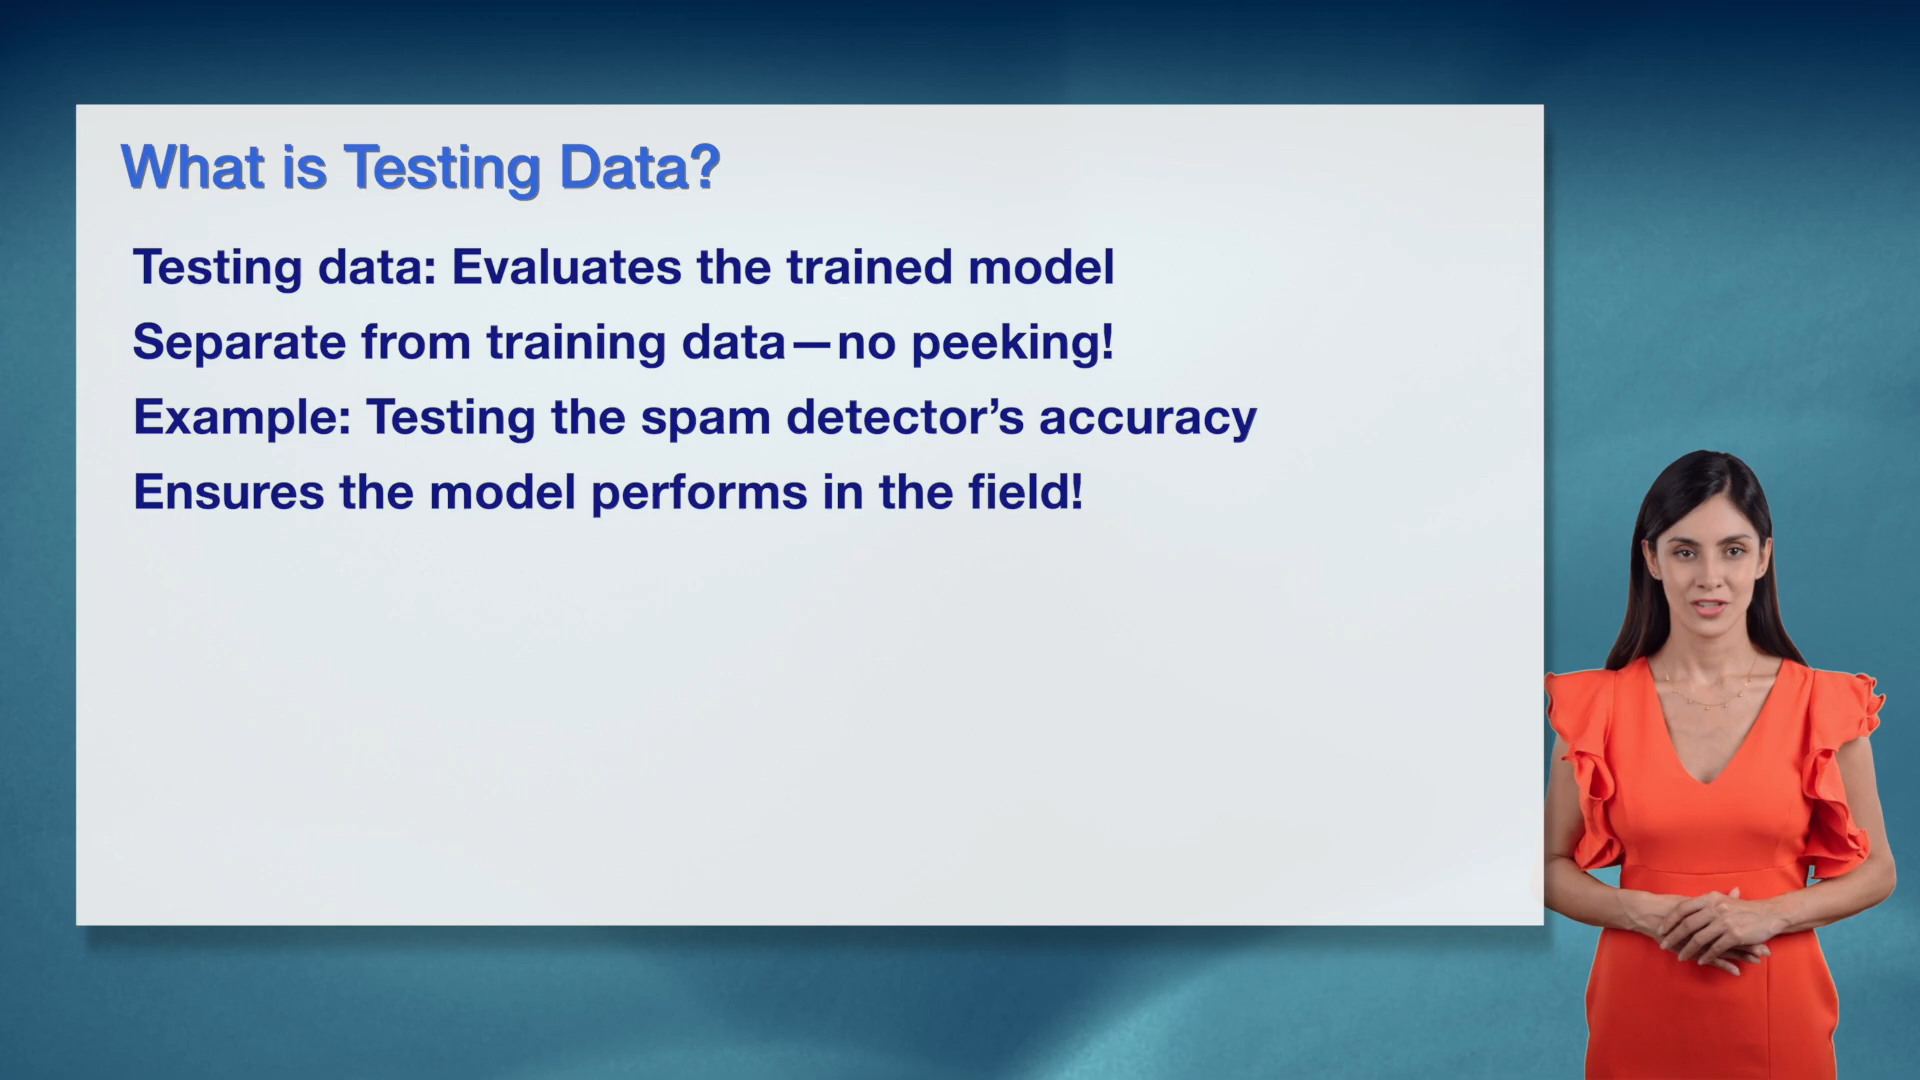 What is Testing Data?
Testing data: Evaluates the trained model
Separate from training data—no peeking!
Example: Testing the spam detector’s accuracy
Ensures the model performs in the field!